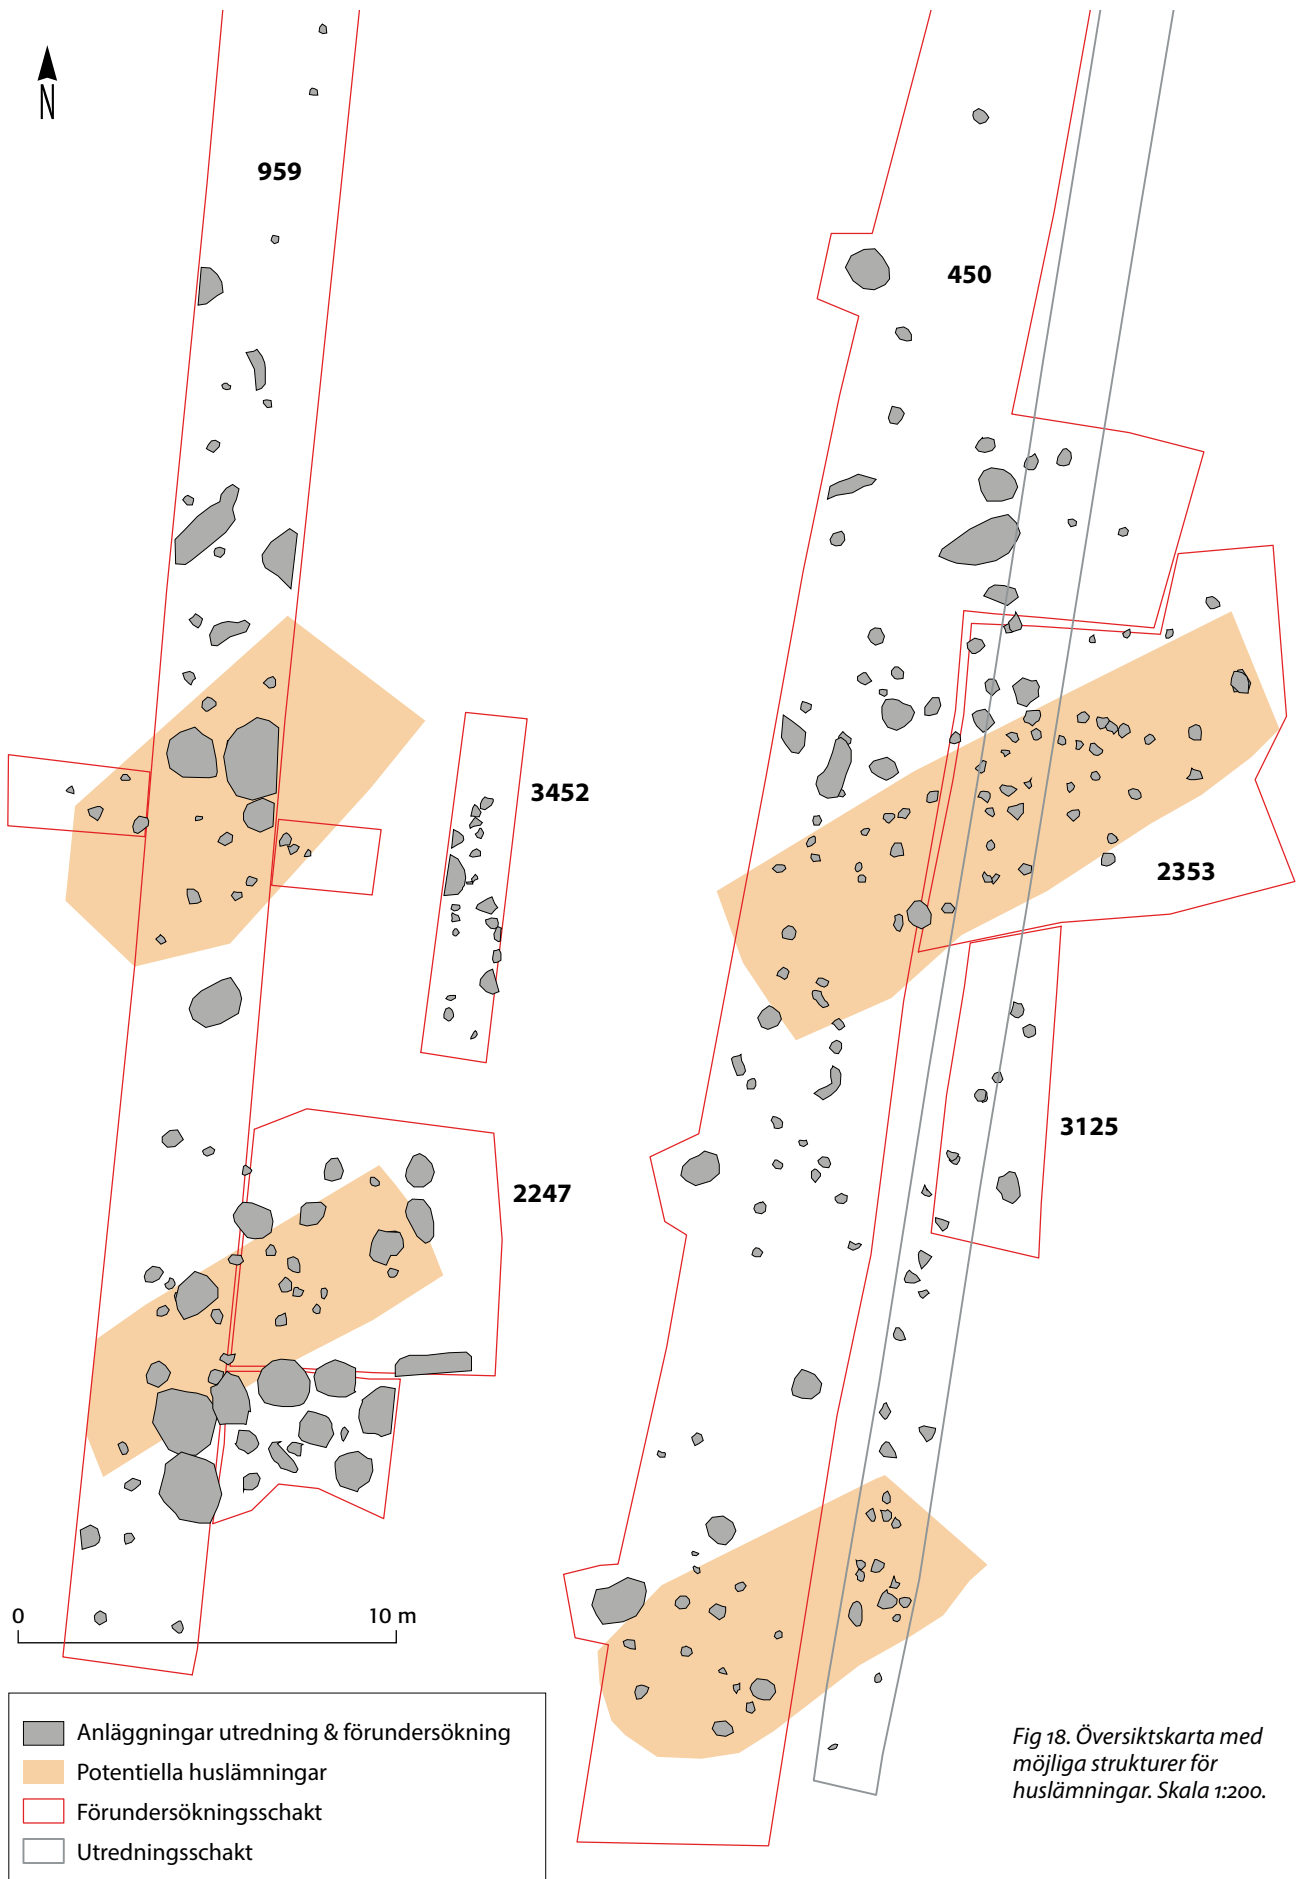 N
959
450
3452
2353
3125
2247
0 10 m
Anläggningar utredning & förundersökning
Potentiella huslämningar
Förundersökningsschakt
Utredningsschakt
Fig 18. Översiktskarta med
möjliga strukturer för
huslämningar. Skala 1:200.